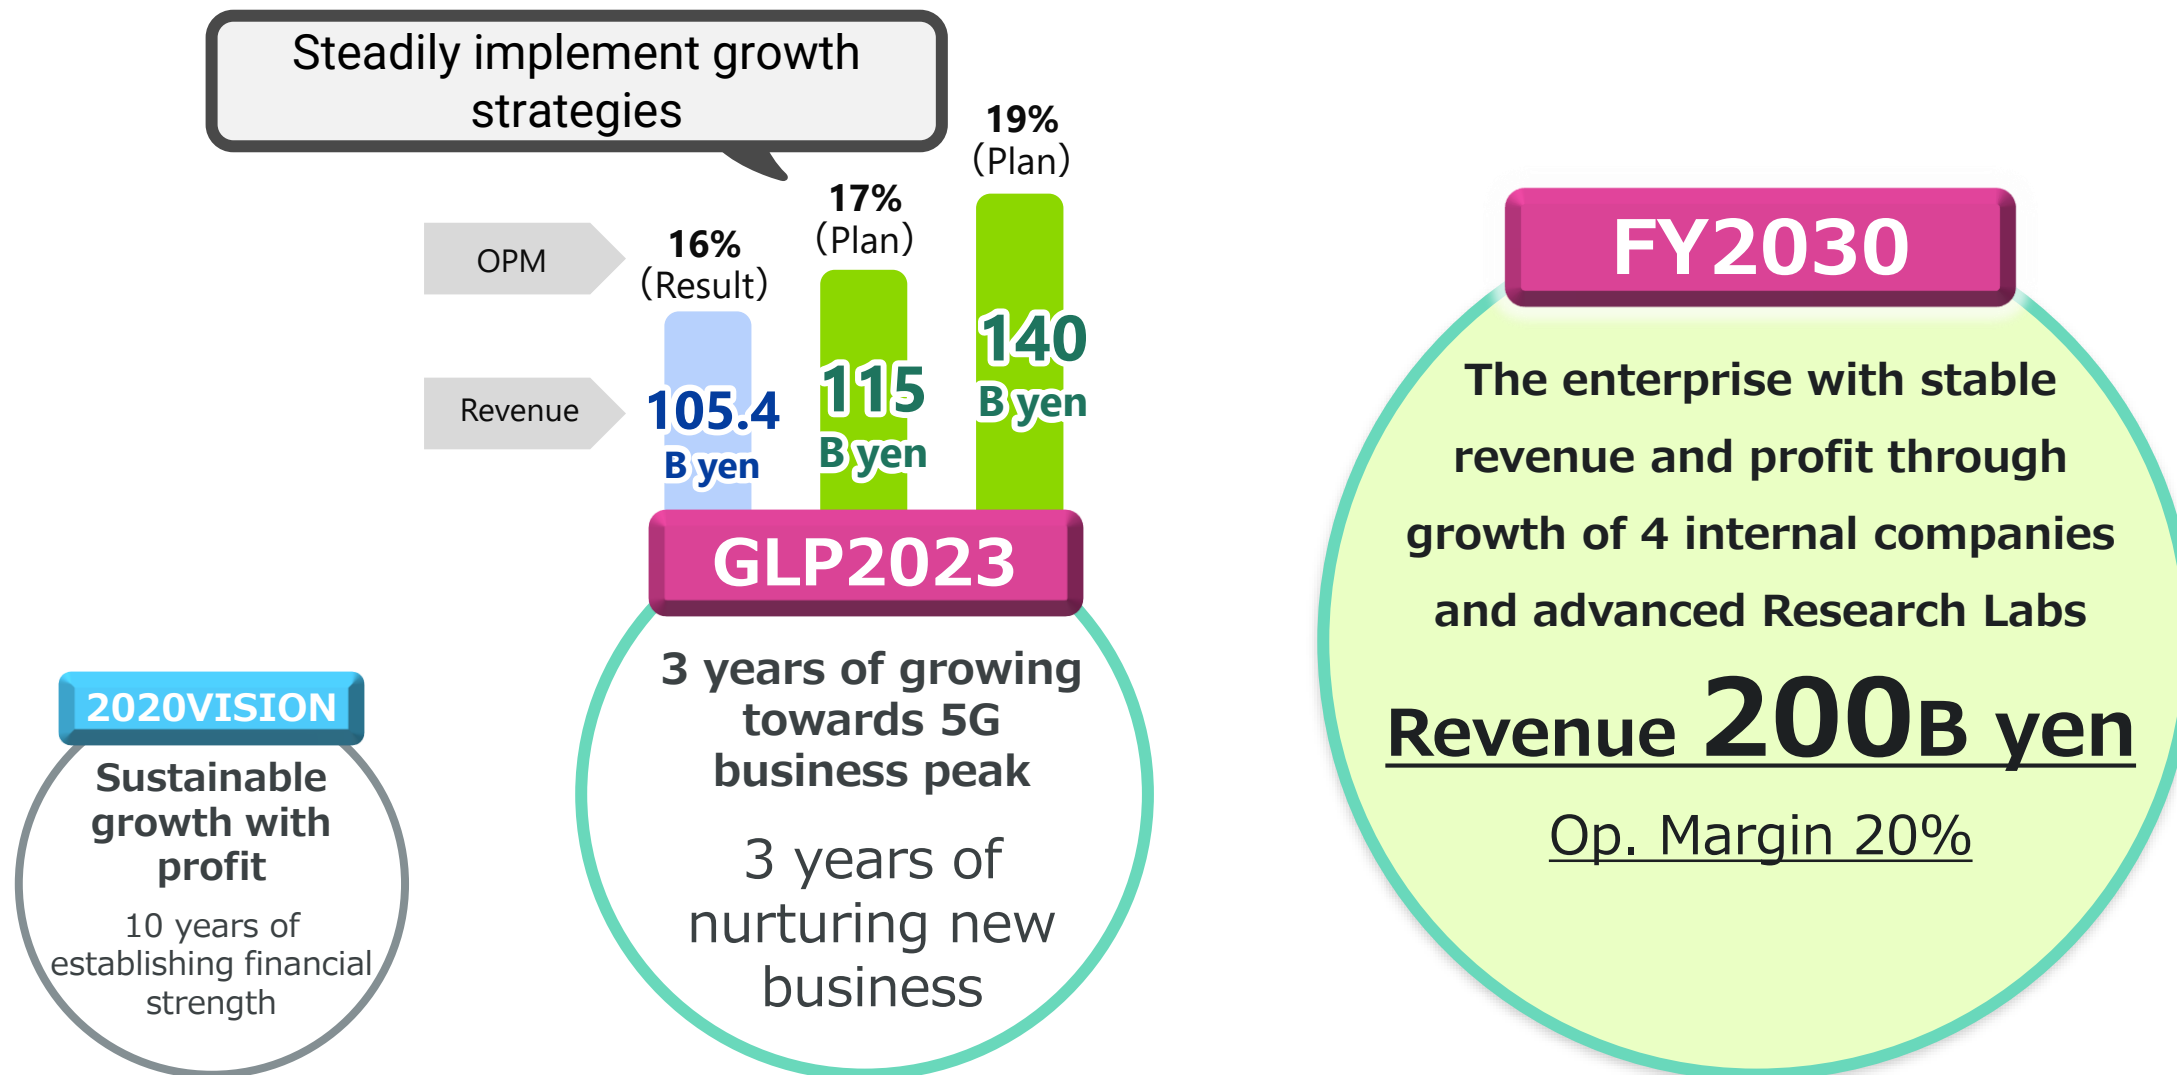 Steadily implement growth
strategies
OPM
Revenue
16%
（Result）
105.4
B yen
17%
（Plan）
115
B yen
19%
（Plan）
140
B yen
2020VISION
Sustainable
growth with
profit
10 years of
establishing financial
strength
GLP2023
3 years of growing
towards 5G
business peak
3 years of
nurturing new
business
FY2030
The enterprise with stable
revenue and profit through
growth of 4 internal companies
and advanced Research Labs
Revenue 200B yen
Op. Margin 20%